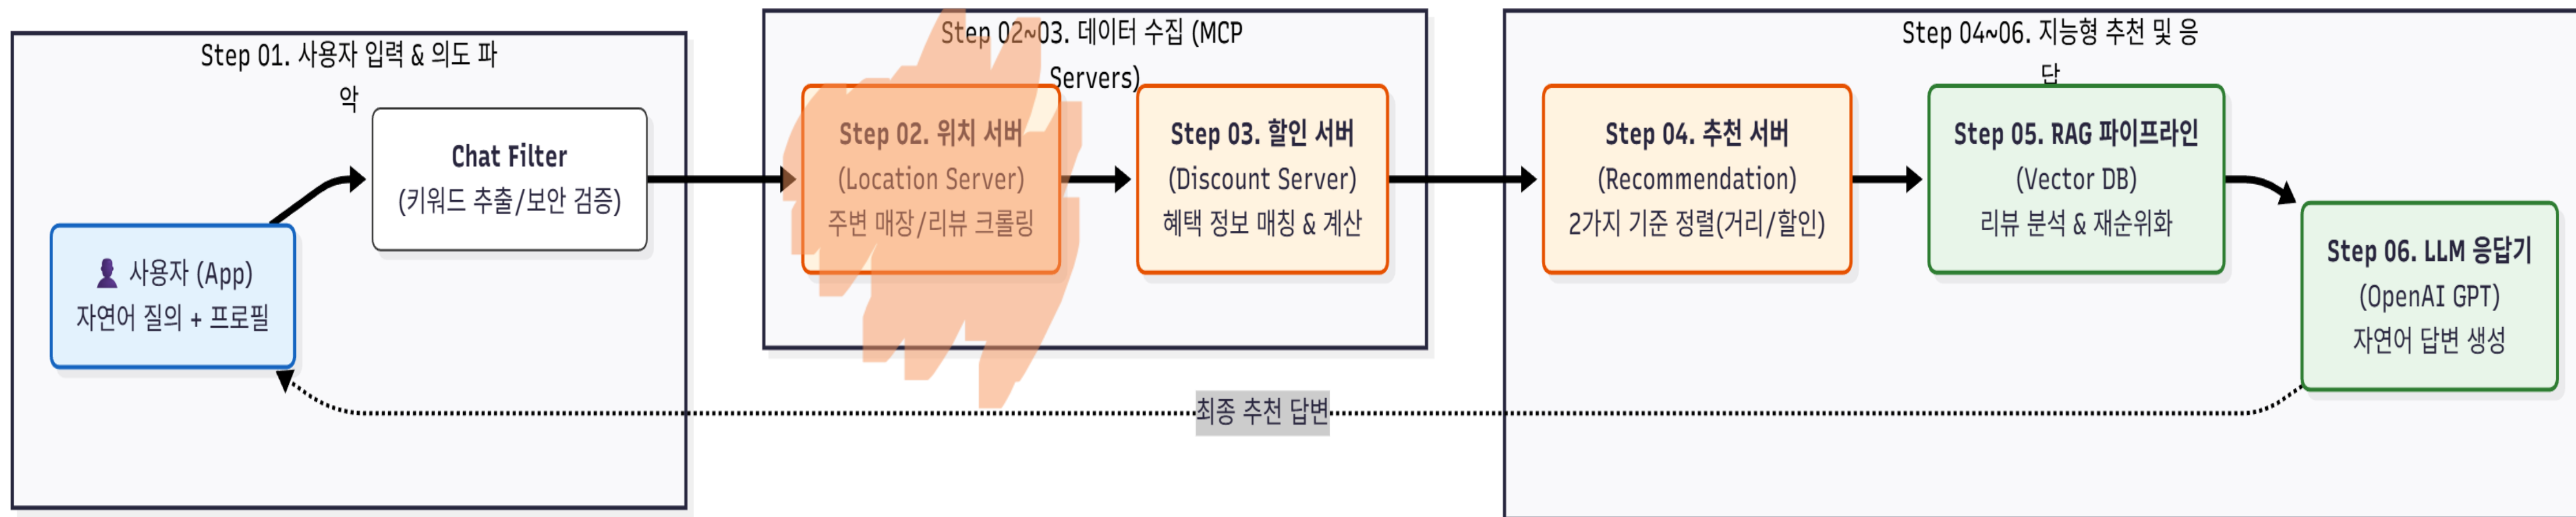 Step 01. 사용자 입력 & 의도 파
악
Chat Filter
(키워드 추출/보안 검증)
👤 사용자 (App)
자연어 질의 + 프로필
Step 02~03. 데이터 수집 (MCP
Servers)
Step 02. 위치 서버
(Location Server)
주변 매장/리뷰 크롤링
Step 03. 할인 서버
(Discount Server)
혜택 정보 매칭 & 계산
Step 04~06. 지능형 추천 및 응
답
Step 04. 추천 서버
(Recommendation)
2가지 기준 정렬(거리/할인)
Step 05. RAG 파이프라인
(Vector DB)
리뷰 분석 & 재순위화
Step 06. LLM 응답기
(OpenAI GPT)
자연어 답변 생성
최종 추천 답변